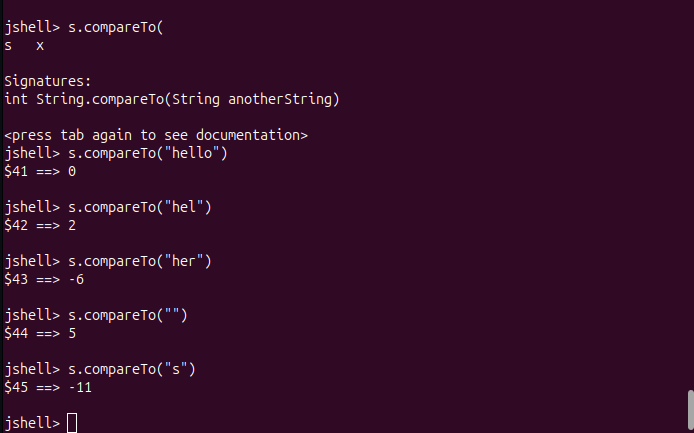 jshell> s.compareTo(
s   x
Signatures:
int String.compareTo(String anotherString)
<press tab again to see documentation>
jshell> s.compareTo("hello")
$41 ==> 0
jshell> s.compareTo("hel")
$42 ==> 2
jshell> s.compareTo("her")
$43 ==> -6
jshell> s.compareTo("")
$44 ==> 5
jshell> s.compareTo("s")
$45 ==> -11
jshell>